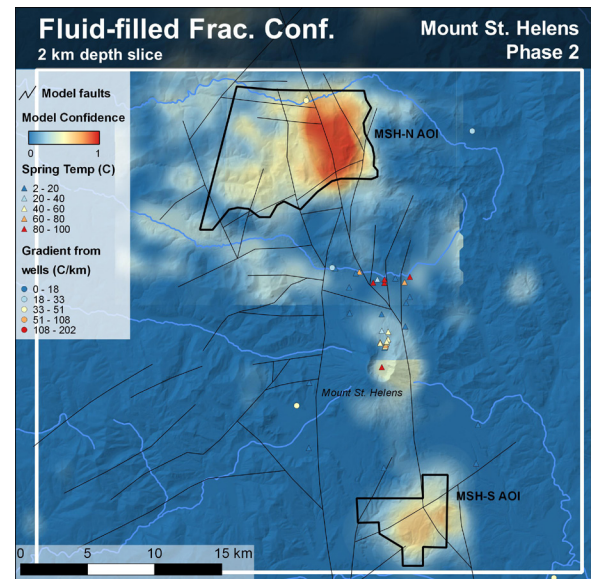 Fluid-filled Frac. Conf.
2 km depth slice
Mount St. Helens
Phase 2
Model faults
Model Confidence
0 1
Spring Temp (C)
2 - 20
20 - 40
40 - 60
60 - 80
80 - 100
Gradient from
wells (C/km)
0 - 18
18 - 33
33 - 51
51 - 108
108 - 202
MSH-N AOI
Mount St. Helens
MSH-S AOI
0 5 10 15 km